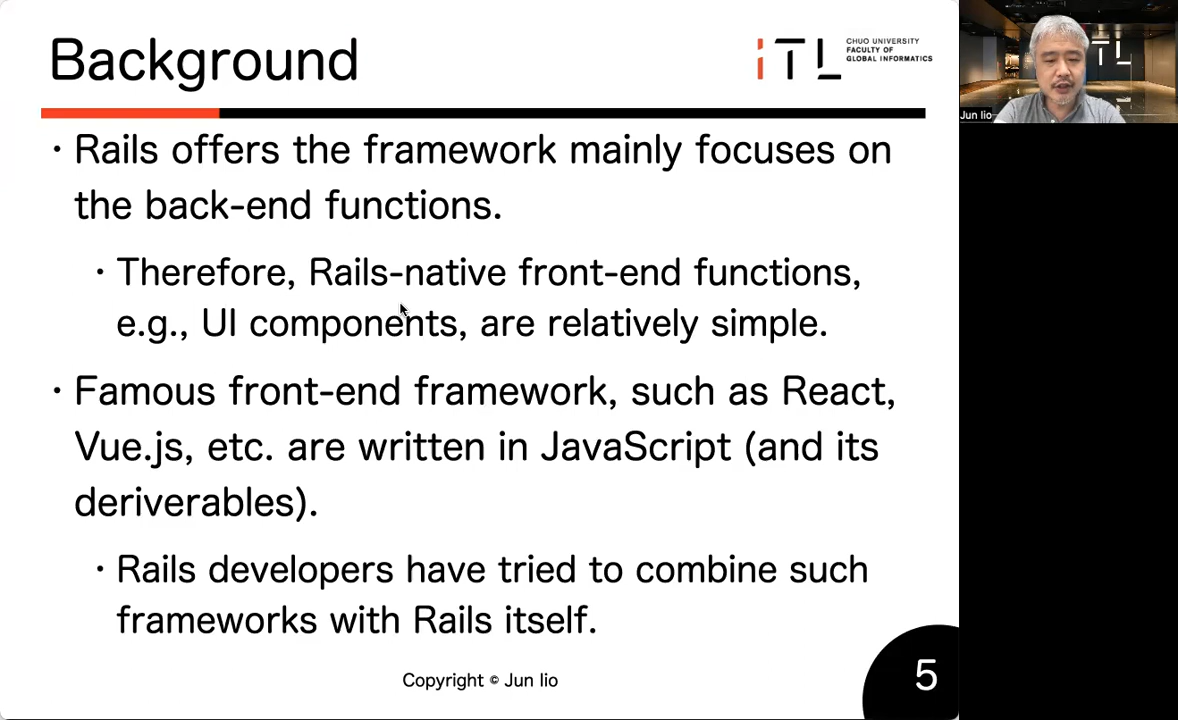 Background
iTL
CHUO UNIVERSITY
FACULTY OF
GLOBAL INFORMATICS
• Rails offers the framework mainly focuses on
the back-end functions.
• Therefore, Rails-native front-end functions,
e.g., UI components, are relatively simple.
• Famous front-end framework, such as React,
Vue.js, etc. are written in JavaScript (and its
deriverables).
• Rails developers have tried to combine such
frameworks with Rails itself.
Copyright © Jun Iio
5
TL
Jun Iio